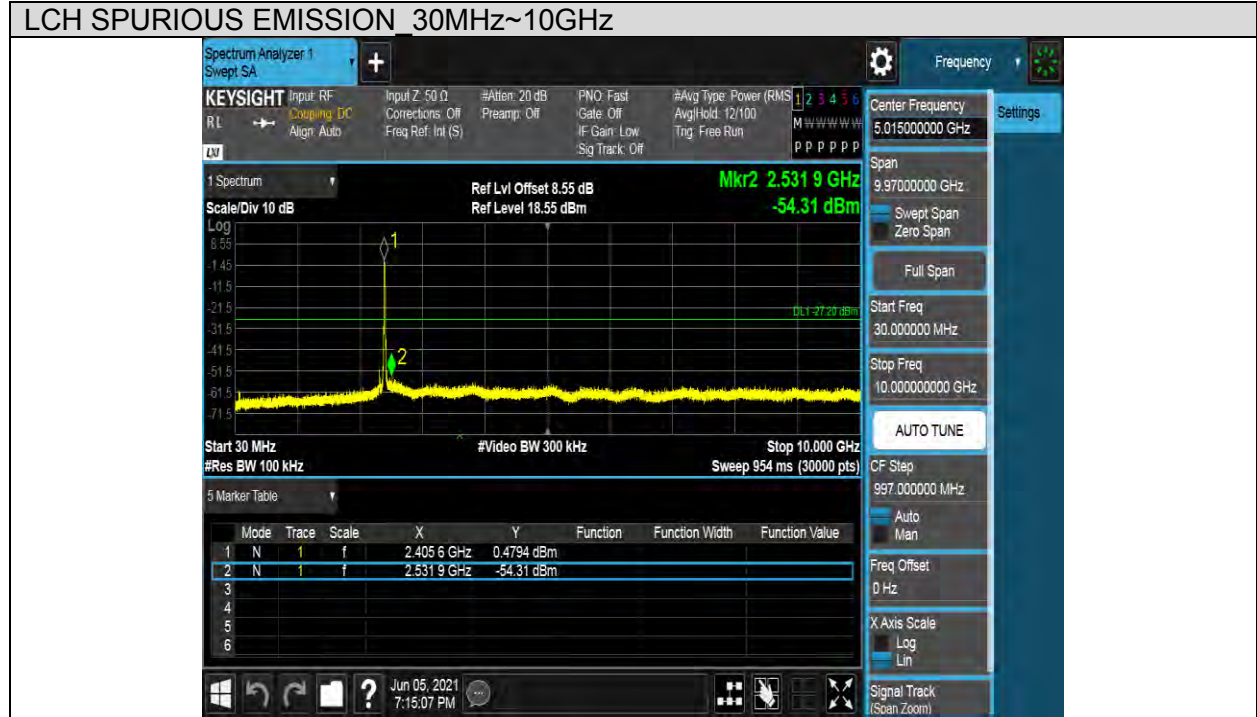 LCH SPURIOUS EMISSION_30MHz~10GHz
Spectrum Analyzer 1
Swept SA
+
Frequency
KEYSIGHT
RL
LXI
Input: RF
Coupling: DC
Align: Auto
Input Z: 50 Ω
Corrections: Off
Freq Ref: Int (S)
#Atten: 20 dB
Preamp: Off
PNO: Fast
Gate: Off
IF Gain: Low
Sig Track: Off
#Avg Type: Power (RMS
Avg|Hold: 12/100
Trig: Free Run
1 2 3 4 5 6
M W W W W W
P P P P P P
1 Spectrum
Scale/Div 10 dB
Ref Lvl Offset 8.55 dB
Ref Level 18.55 dBm
Mkr2 2.531 9 GHz
-54.31 dBm
Log
8.55
-1.45
-11.5
-21.5
-31.5
-41.5
-51.5
-61.5
-71.5
1
2
DL1 -27.20 dBm
Start 30 MHz
#Res BW 100 kHz
#Video BW 300 kHz
Stop 10.000 GHz
Sweep 954 ms (30000 pts)
5 Marker Table
Mode Trace Scale X Y Function Function Width Function Value
1 N 1 f 2.405 6 GHz 0.4794 dBm
2 N 1 f 2.531 9 GHz -54.31 dBm
3
4
5
6
?
Jun 05, 2021
7:15:07 PM
Center Frequency
5.015000000 GHz
Settings
Span
9.97000000 GHz
Swept Span
Zero Span
Full Span
Start Freq
30.000000 MHz
Stop Freq
10.000000000 GHz
AUTO TUNE
CF Step
997.000000 MHz
Auto
Man
Freq Offset
0 Hz
X Axis Scale
Log
Lin
Signal Track
(Span Zoom)